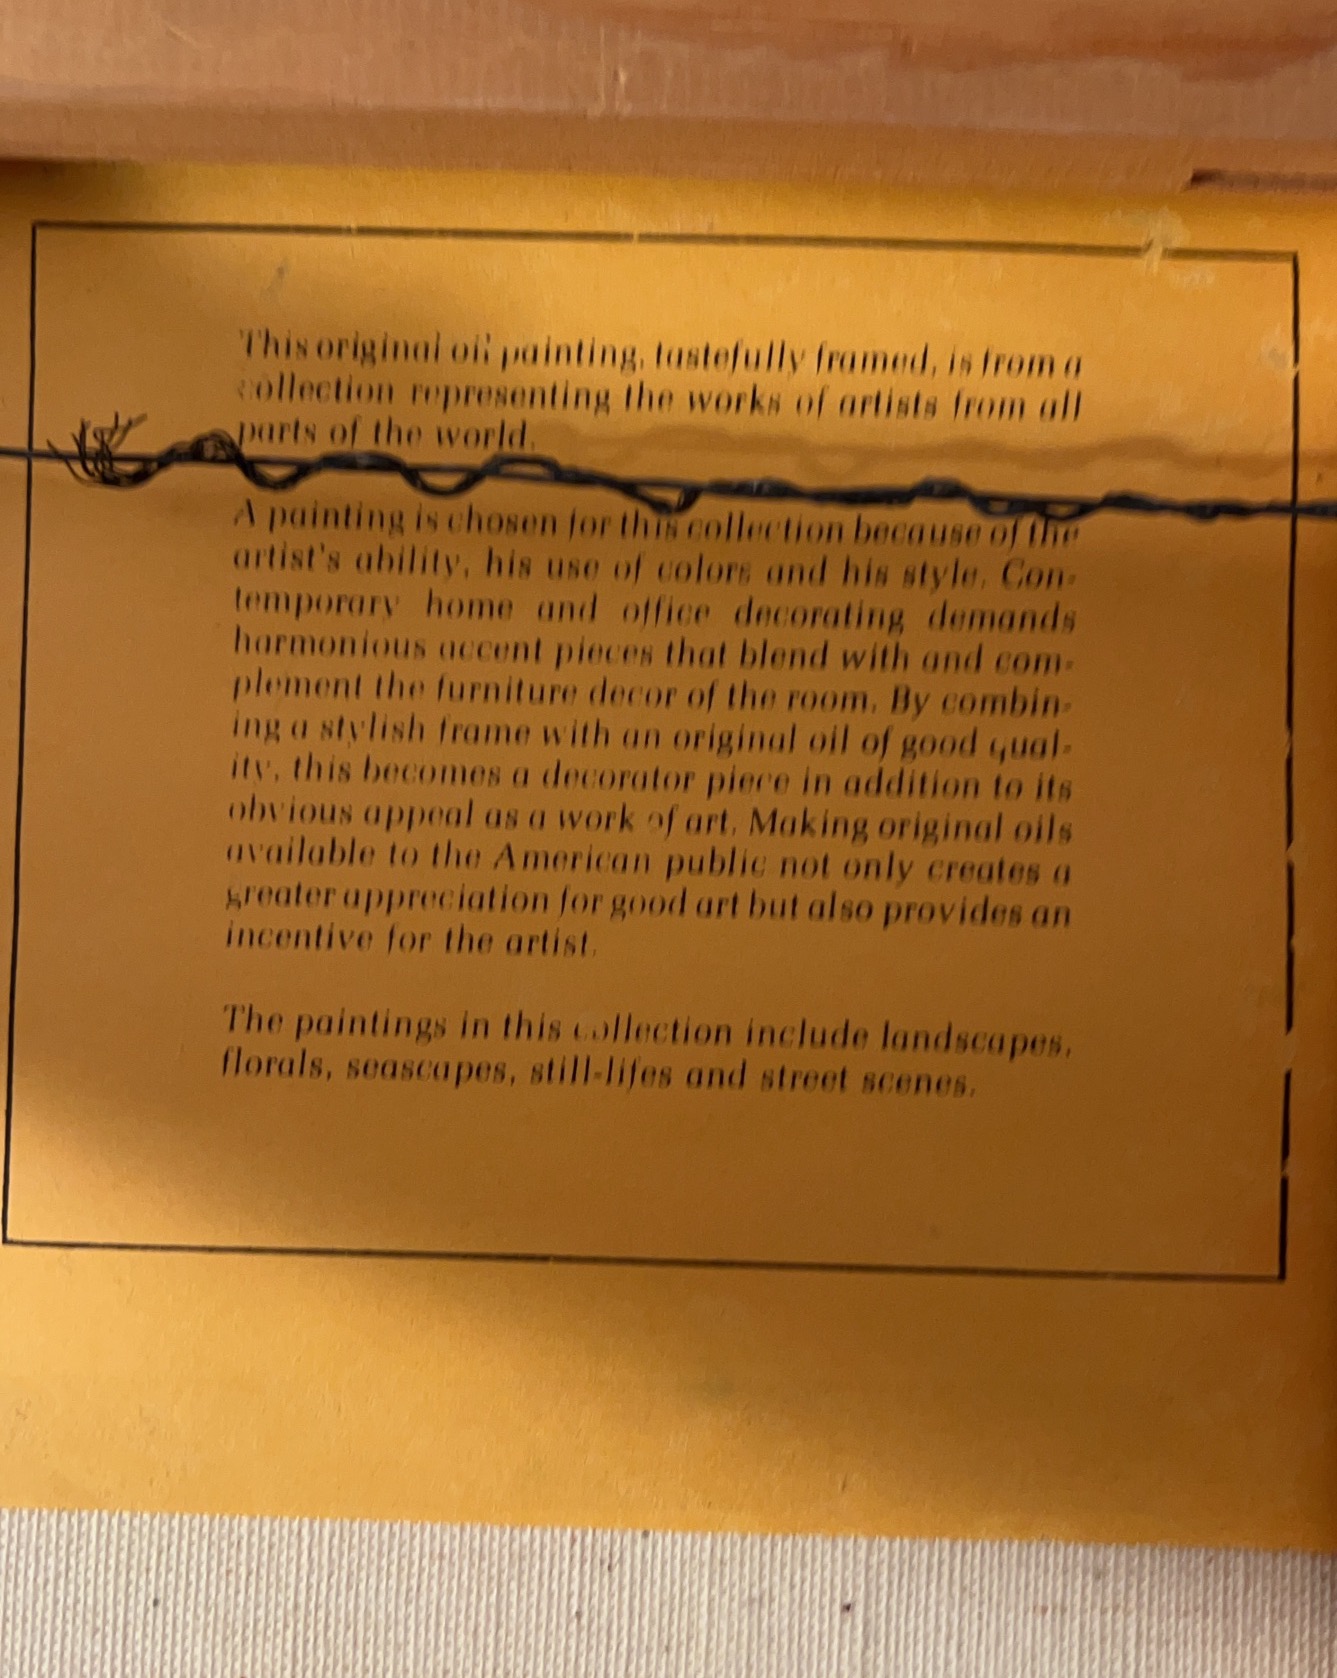 This original oil painting, tastefully framed, is from a
collection representing the works of artists from all
parts of the world.
A painting is chosen for this collection because of the
artist's ability, his use of colors and his style. Con-
temporary home and office decorating demands
harmonious accent pieces that blend with and com-
plement the furniture decor of the room. By combin-
ing a stylish frame with an original oil of good qual-
ity, this becomes a decorator piece in addition to its
obvious appeal as a work of art. Making original oils
available to the American public not only creates a
greater appreciation for good art but also provides an
incentive for the artist.
The paintings in this collection include landscapes,
florals, seascapes, still-lifes and street scenes.